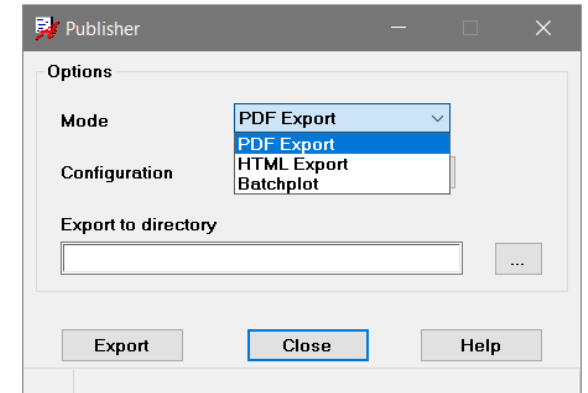 Publisher
Options
Mode
PDF Export
PDF Export
HTML Export
Batchplot
Configuration
Export to directory
...
Export
Close
Help